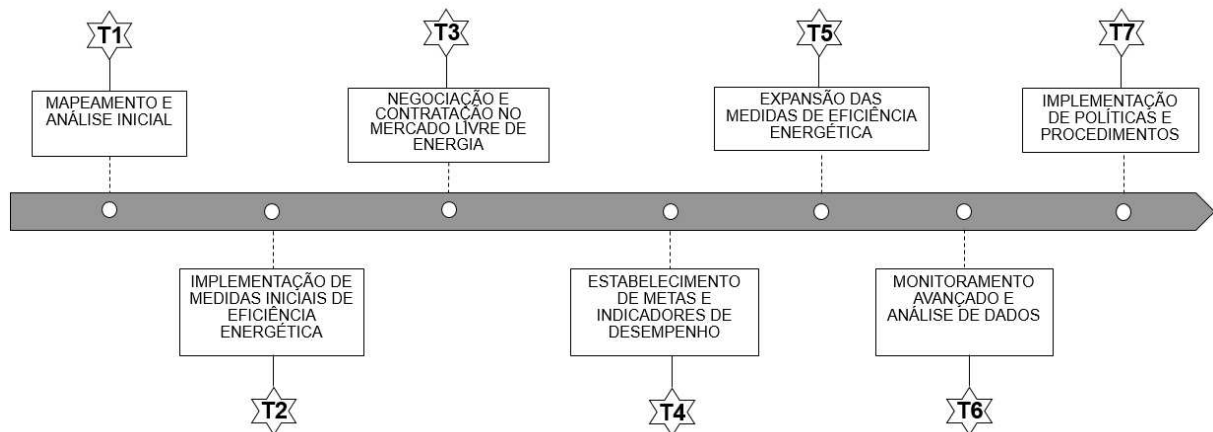 T1
T3
T5
T7
MAPEAMENTO E
ANÁLISE INICIAL
NEGOCIAÇÃO E
CONTRATAÇÃO NO
MERCADO LIVRE DE
ENERGIA
EXPANSÃO DAS
MEDIDAS DE EFICIÊNCIA
ENERGÉTICA
IMPLEMENTAÇÃO
DE POLÍTICAS E
PROCEDIMENTOS
IMPLEMENTAÇÃO DE
MEDIDAS INICIAIS DE
EFICIÊNCIA
ENERGÉTICA
ESTABELECIMENTO
DE METAS E
INDICADORES DE
DESEMPENHO
MONITORAMENTO
AVANÇADO E
ANÁLISE DE DADOS
T2
T4
T6